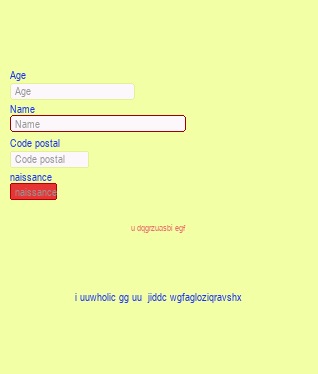 Age
Age
Name
Name
Code postal
Code postal
naissance
naissance
u dqgrzuasbi egf
i uuwholic gg uu jiddc wgfagloziqravshx